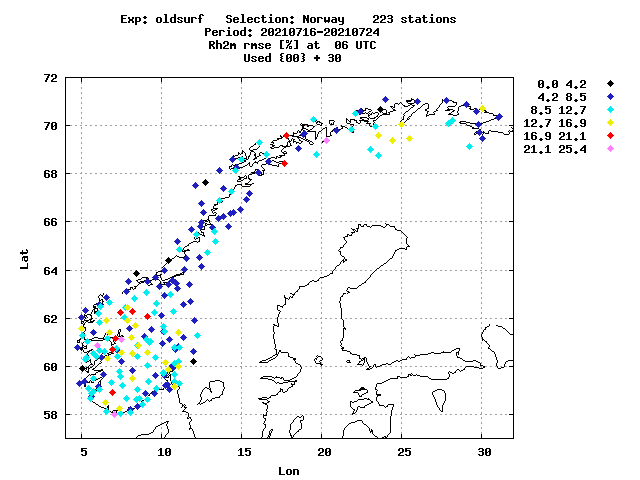 Exp: oldsurf Selection: Norway 223 stations
Period: 20210716-20210724
Rh2m rmse [%] at 06 UTC
Used {00} + 30
72
70
68
66
64
62
60
58
Lat
5 10 15 20 25 30
Lon
0.0 4.2
4.2 8.5
8.5 12.7
12.7 16.9
16.9 21.1
21.1 25.4